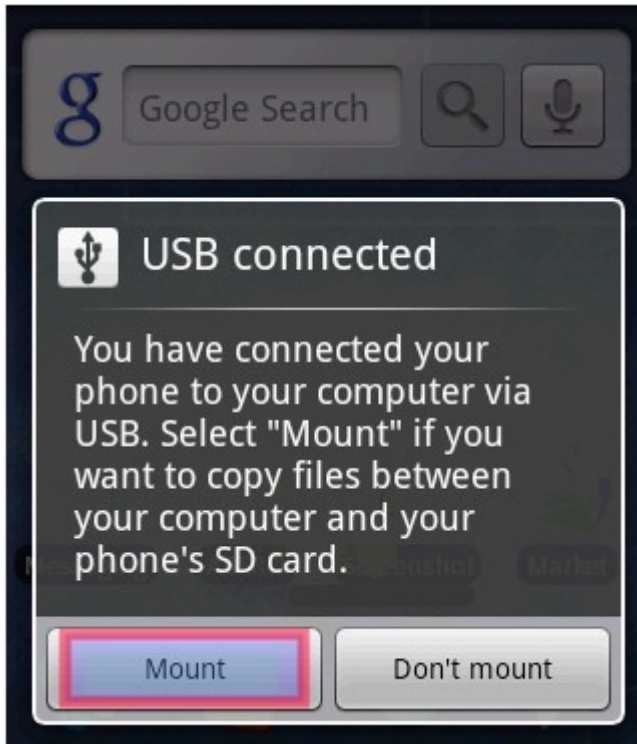 g Google Search
USB connected
You have connected your
phone to your computer via
USB. Select "Mount" if you
want to copy files between
your computer and your
phone's SD card.
Market
Mount
Don't mount